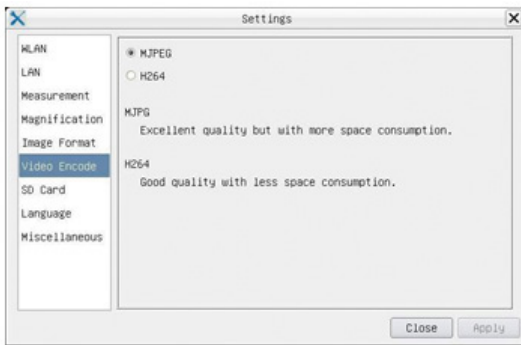 Settings
WLAN
LAN
Measurement
Magnification
Image Format
Video Encode
SD Card
Language
Miscellaneous
MJPEG
H264
MJPG
Excellent quality but with more space consumption.
H264
Good quality with less space consumption.
Close
Apply